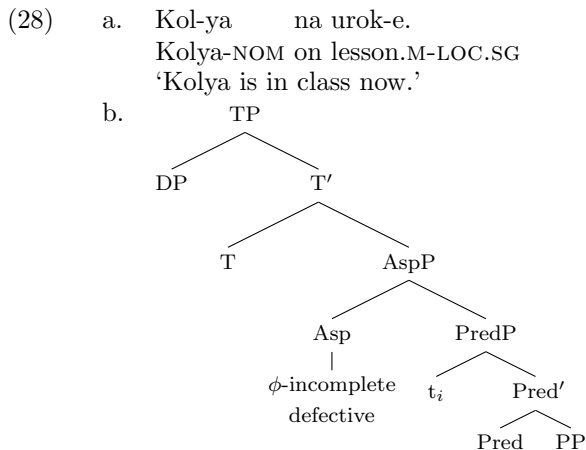 (28) a. Kol-ya na urok-e.
Kolya-NOM on lesson.M-LOC.SG
‘Kolya is in class now.’
b. TP
DP T′
T AspP
Asp PredP
ϕ-incomplete
defective
t_i Pred′
Pred PP